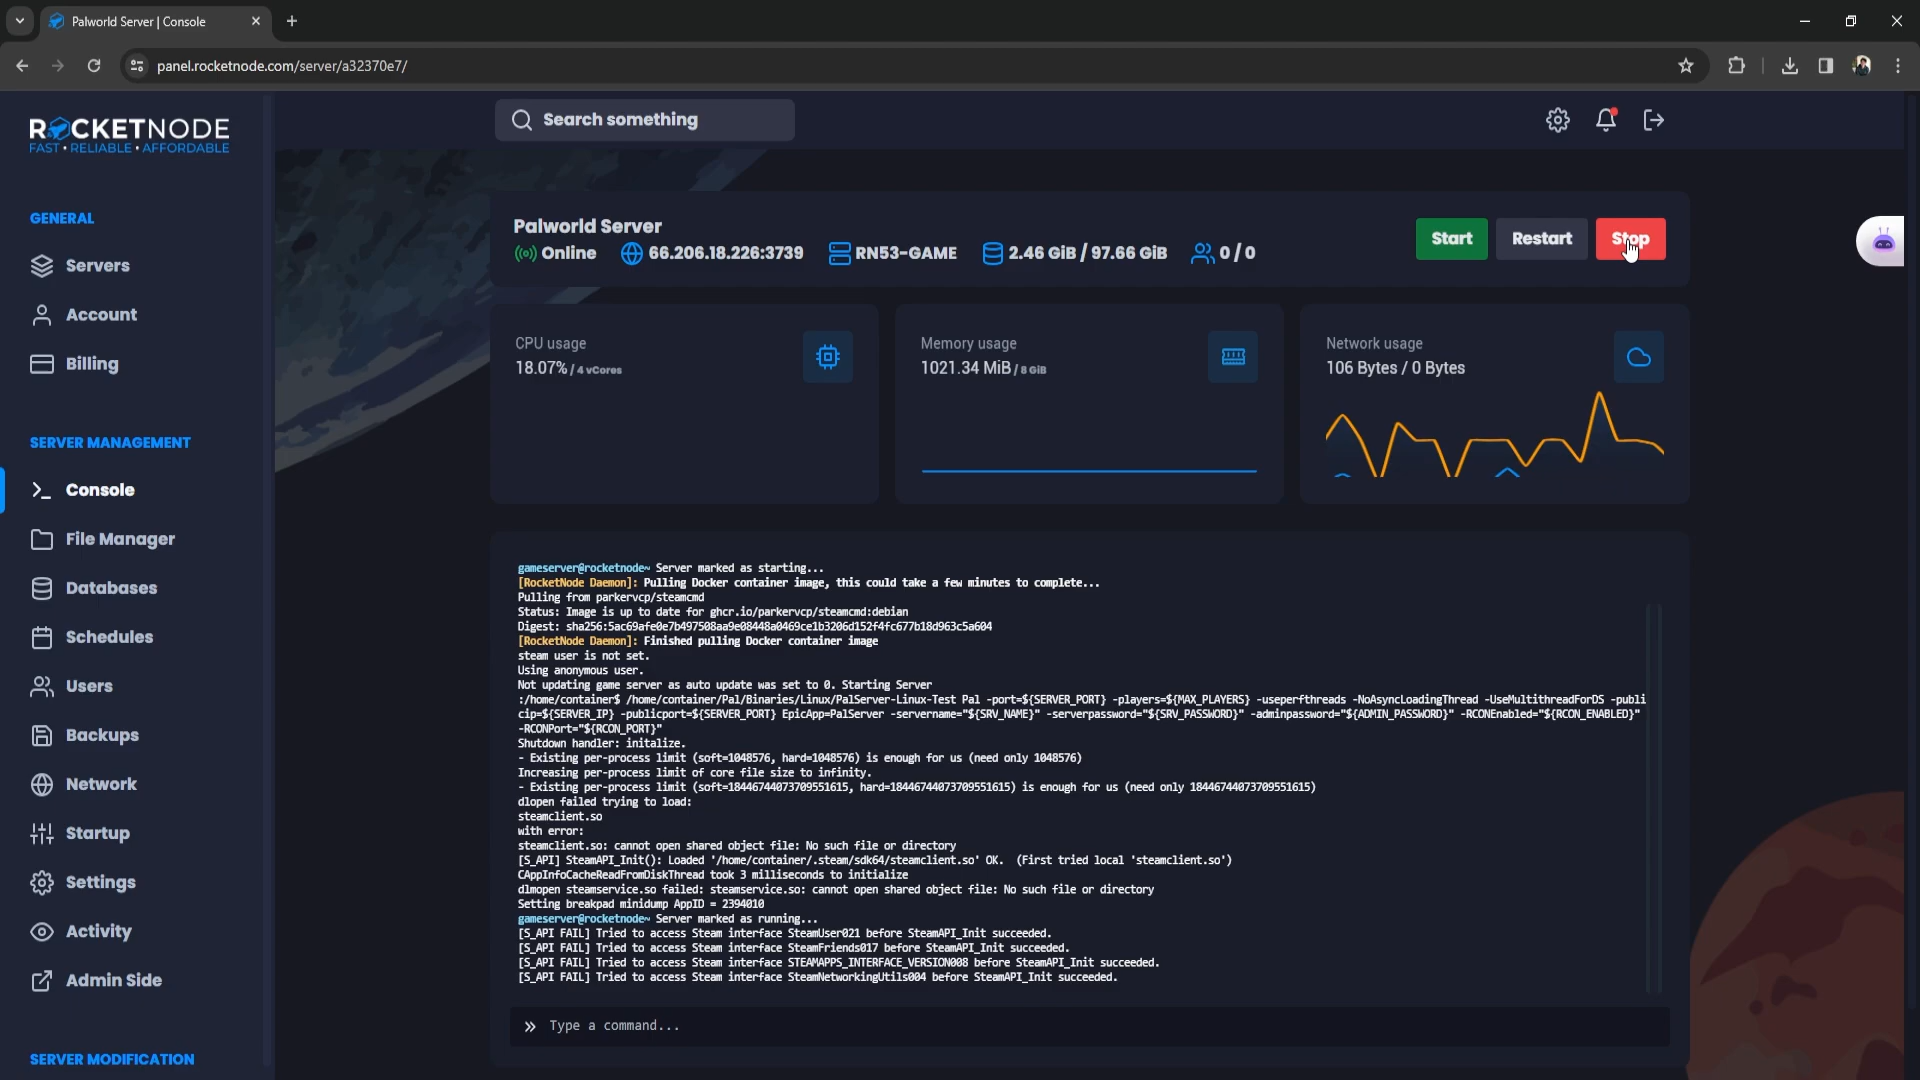 Palworld Server | Console
panel.rocketnode.com/server/a32370e7/
ROCKETNODE
FAST • RELIABLE • AFFORDABLE
Search something
GENERAL
Servers
Account
Billing
SERVER MANAGEMENT
Console
File Manager
Databases
Schedules
Users
Backups
Network
Startup
Settings
Activity
Admin Side
SERVER MODIFICATION
Palworld Server
Online 66.206.18.226:3739 RN53-GAME 2.46 GiB / 97.66 GiB 0 / 0
Start Restart Stop
CPU usage
18.07% / 4 vCores
Memory usage
1021.34 MiB / 8 GiB
Network usage
106 Bytes / 0 Bytes
gameserver@rocketnode~ Server marked as starting...
[RocketNode Daemon]: Pulling Docker container image, this could take a few minutes to complete...
Pulling from parkervcp/steamcmd
Status: Image is up to date for ghcr.io/parkervcp/steamcmd:debian
Digest: sha256:5ac69afe0e7b497508aa9e08448a0469ce1b3206d152f4fc677b18d963c5a604
[RocketNode Daemon]: Finished pulling Docker container image
steam user is not set.
Using anonymous user.
Not updating game server as auto update was set to 0. Starting Server
:/home/container$ /home/container/Pal/Binaries/Linux/PalServer-Linux-Test Pal -port=${SERVER_PORT} -players=${MAX_PLAYERS} -useperfthreads -NoAsyncLoadingThread -UseMultithreadForDS -publi
cip=${SERVER_IP} -publicport=${SERVER_PORT} EpicApp=PalServer -servername="${SRV_NAME}" -serverpassword="${SRV_PASSWORD}" -adminpassword="${ADMIN_PASSWORD}" -RCONEnabled="${RCON_ENABLED}"
-RCONPort="${RCON_PORT}"
Shutdown handler: initalize.
- Existing per-process limit (soft=1048576, hard=1048576) is enough for us (need only 1048576)
Increasing per-process limit of core file size to infinity.
- Existing per-process limit (soft=18446744073709551615, hard=18446744073709551615) is enough for us (need only 18446744073709551615)
dlopen failed trying to load:
steamclient.so
with error:
steamclient.so: cannot open shared object file: No such file or directory
[S_API] SteamAPI_Init(): Loaded '/home/container/.steam/sdk64/steamclient.so' OK.  (First tried local 'steamclient.so')
CAppInfoCacheReadFromDiskThread took 3 milliseconds to initialize
dlmopen steamservice.so failed: steamservice.so: cannot open shared object file: No such file or directory
Setting breakpad minidump AppID = 2394010
gameserver@rocketnode~ Server marked as running...
[S_API FAIL] Tried to access Steam interface SteamUser021 before SteamAPI_Init succeeded.
[S_API FAIL] Tried to access Steam interface SteamFriends017 before SteamAPI_Init succeeded.
[S_API FAIL] Tried to access Steam interface STEAMAPPS_INTERFACE_VERSION008 before SteamAPI_Init succeeded.
[S_API FAIL] Tried to access Steam interface SteamNetworkingUtils004 before SteamAPI_Init succeeded.
Type a command...